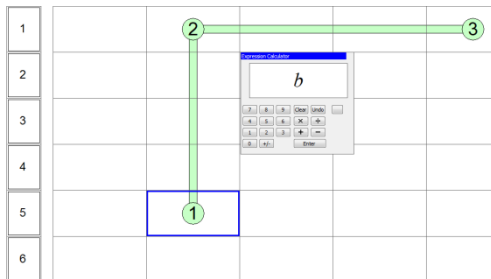 1
2
3
2
Expression Calculator
b
7 8 9 Clear Undo
3
4 5 6 × ÷
1 2 3 + −
0 +/- Enter
4
5
1
6